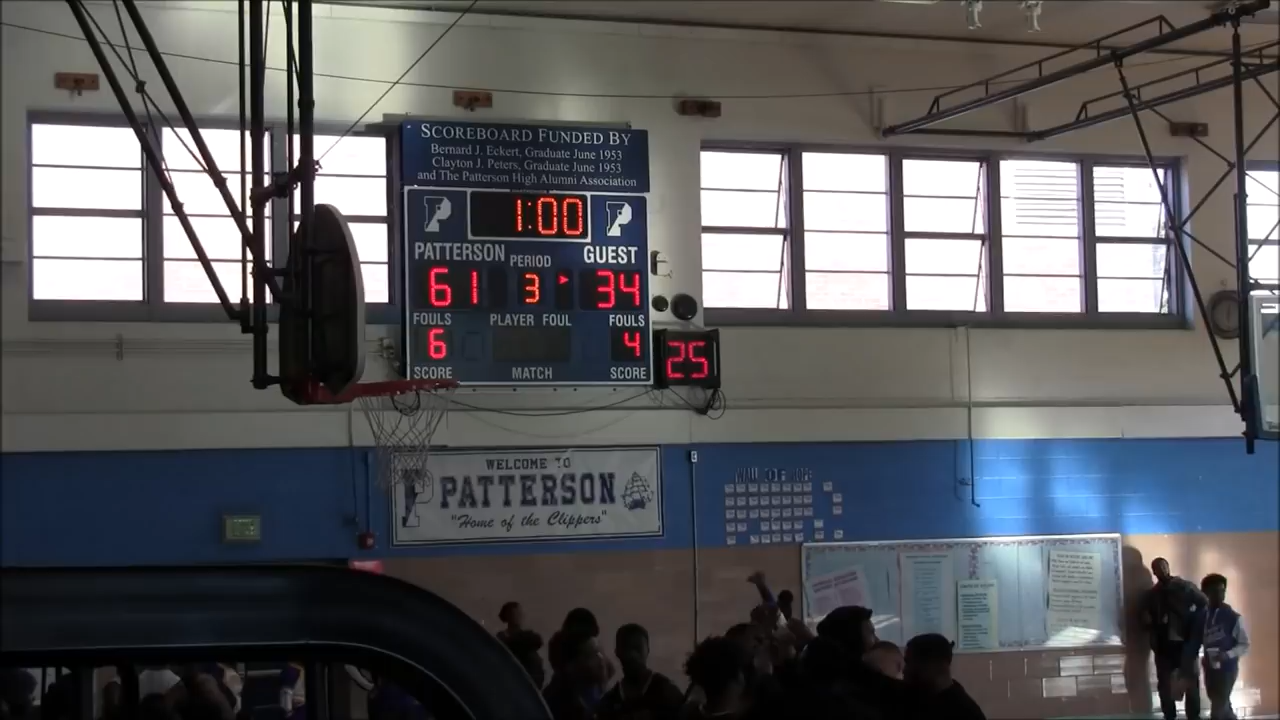 SCOREBOARD FUNDED BY
Bernard J. Eckert, Graduate June 1953
Clayton J. Peters, Graduate June 1953
and The Patterson High Alumni Association
1:00
PATTERSON PERIOD GUEST
61 3 34
FOULS PLAYER FOUL FOULS
6 4
25
SCORE MATCH SCORE
WELCOME TO
P PATTERSON
"Home of the Clippers"
WALL OF HOPE